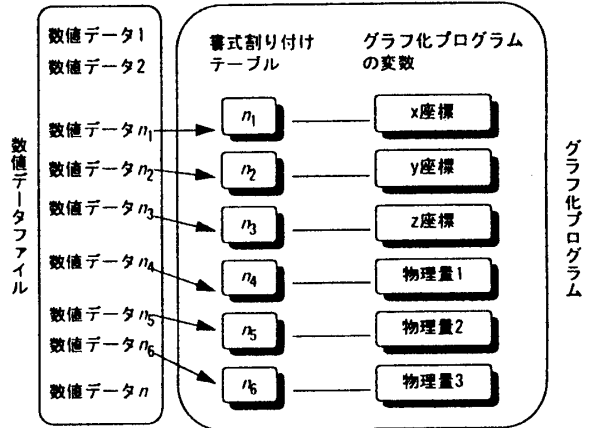 数値データファイル
数値データ1
数値データ2
数値データn1
数値データn2
数値データn3
数値データn4
数値データn5
数値データn6
数値データn
書式割り付け
テーブル
n1
n2
n3
n4
n5
n6
グラフ化プログラム
の変数
x座標
y座標
z座標
物理量1
物理量2
物理量3
グラフ化プログラム